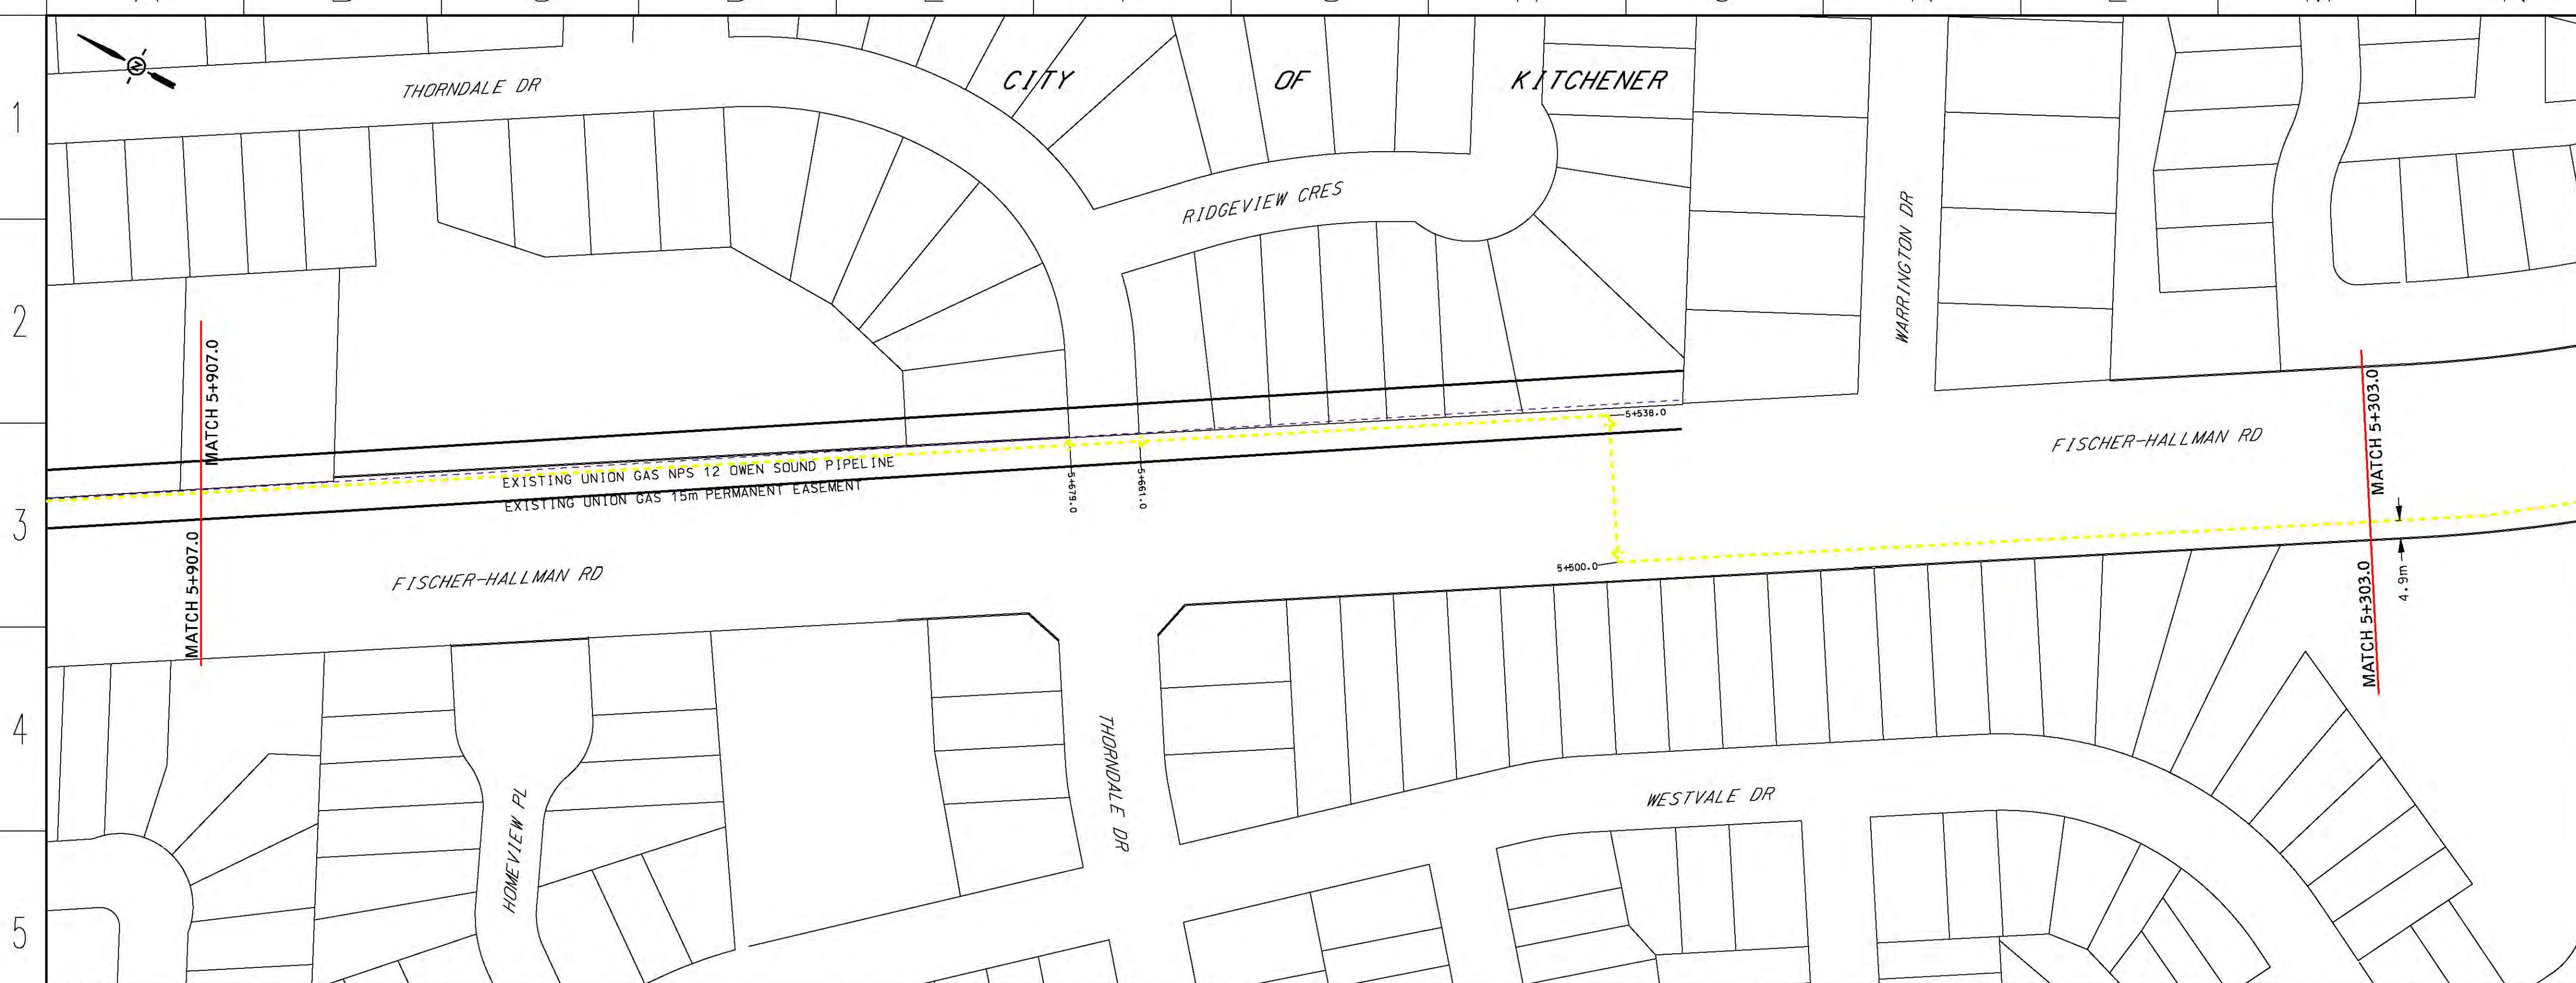 N
1
THORNDALE DR
CITY OF KITCHENER
RIDGEVIEW CRES
WARRINGTON DR
2
MATCH 5+907.0
5+538.0
MATCH 5+303.0
FISCHER-HALLMAN RD
EXISTING UNION GAS NPS 12 OWEN SOUND PIPELINE
EXISTING UNION GAS 15m PERMANENT EASEMENT
5+679.0
5+661.0
3
MATCH 5+907.0
FISCHER-HALLMAN RD
5+500.0
MATCH 5+303.0
4.9m
4
THORNDALE DR
HOMEVIEW PL
WESTVALE DR
5